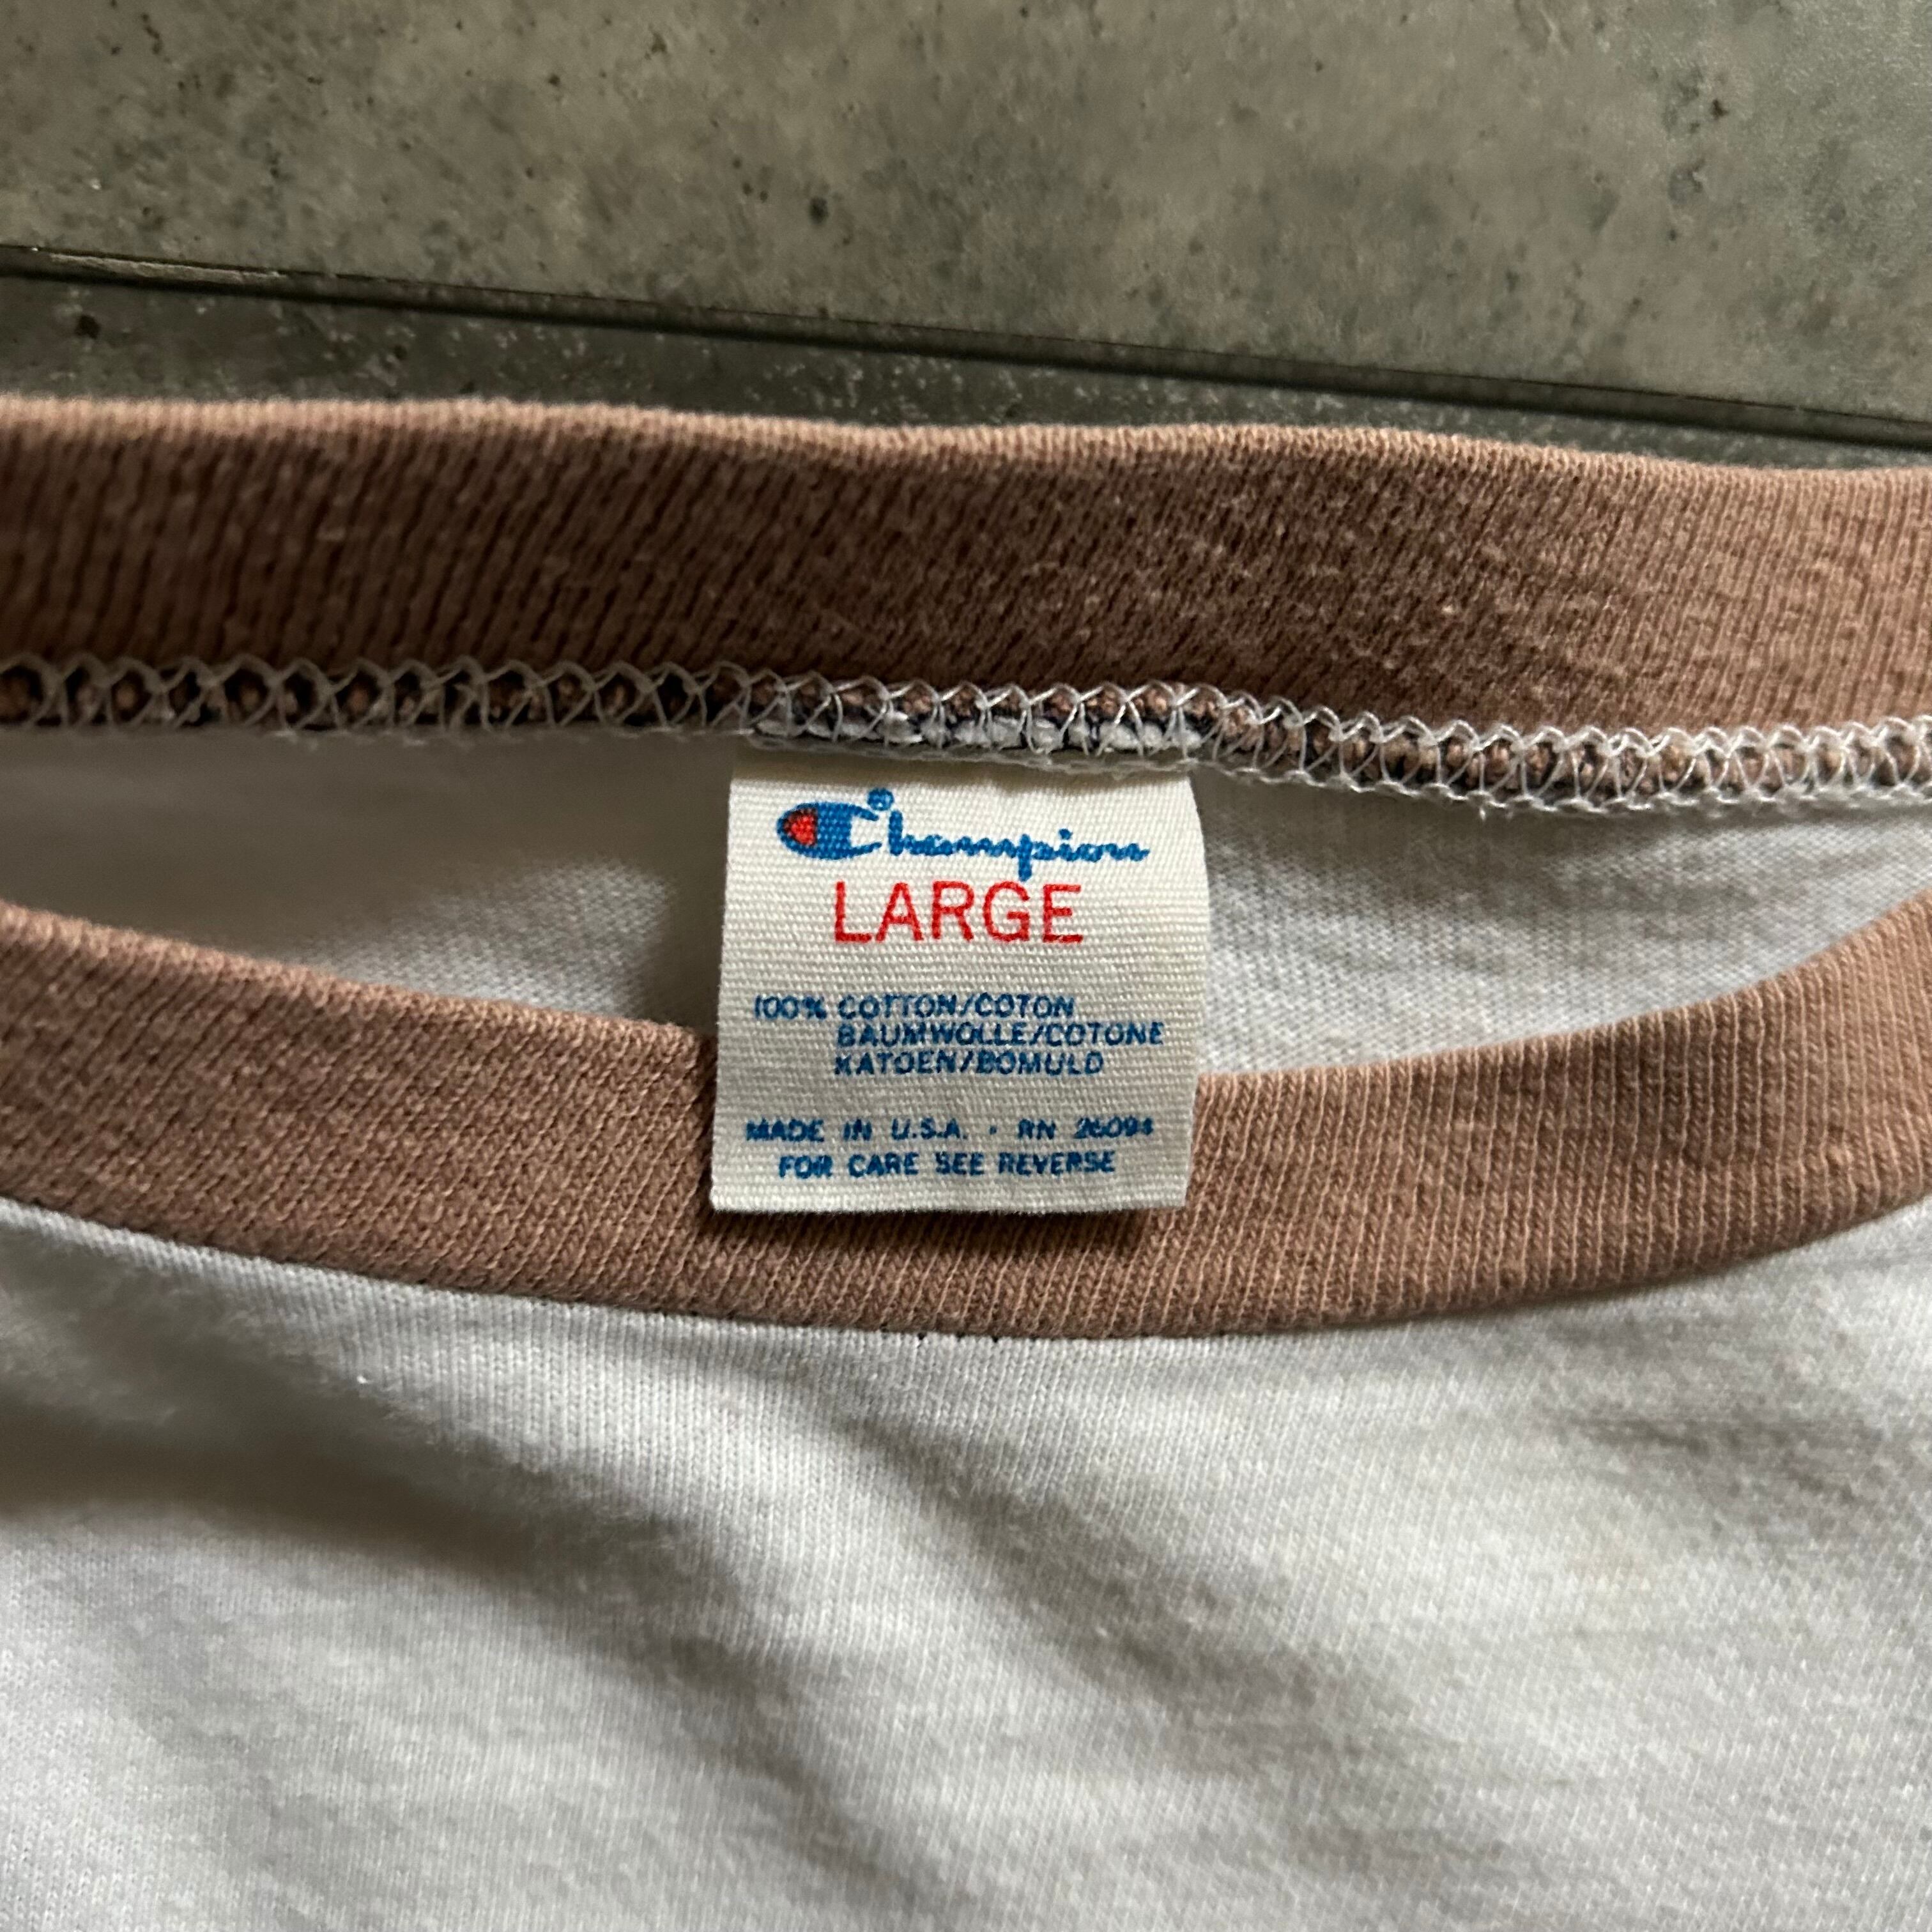 Champion®
LARGE
100% COTTON/COTON
BAUMWOLLE/COTONE
KATOEN/BOMULD
MADE IN U.S.A. · RN 26094
FOR CARE SEE REVERSE